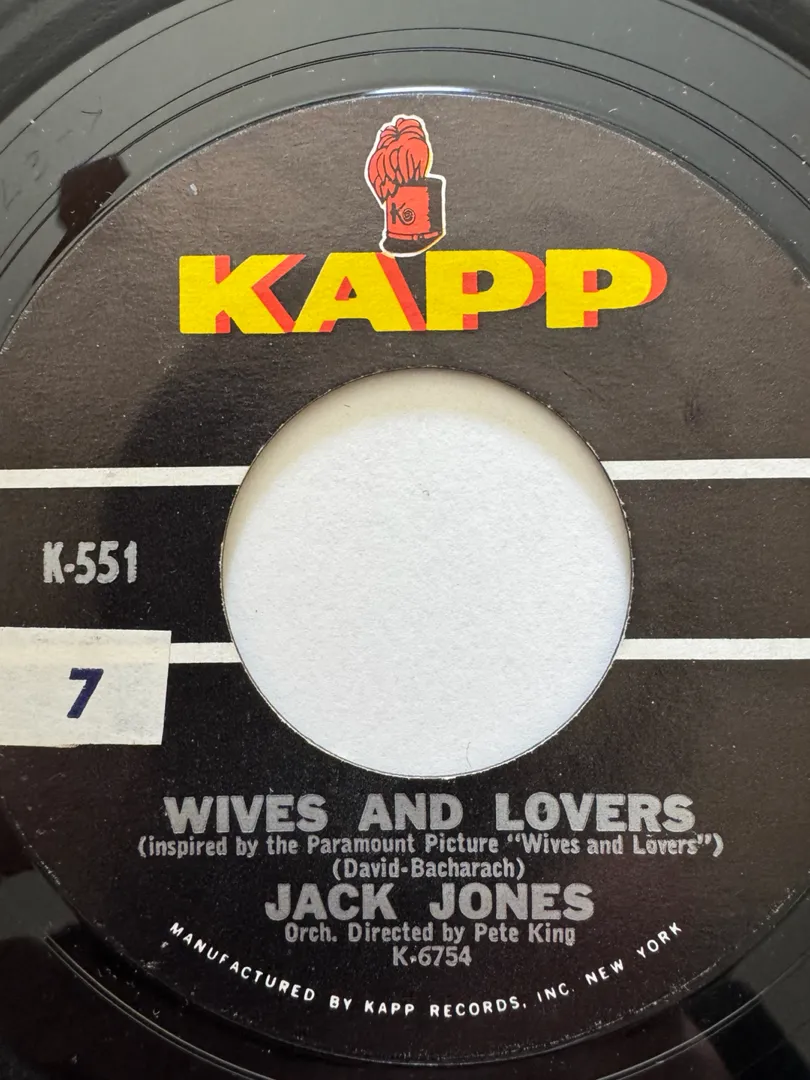 K
KAPP
K-551
7
WIVES AND LOVERS
(inspired by the Paramount Picture "Wives and Lovers")
(David-Bacharach)
JACK JONES
Orch. Directed by Pete King
K-6754
MANUFACTURED BY KAPP RECORDS, INC. NEW YORK